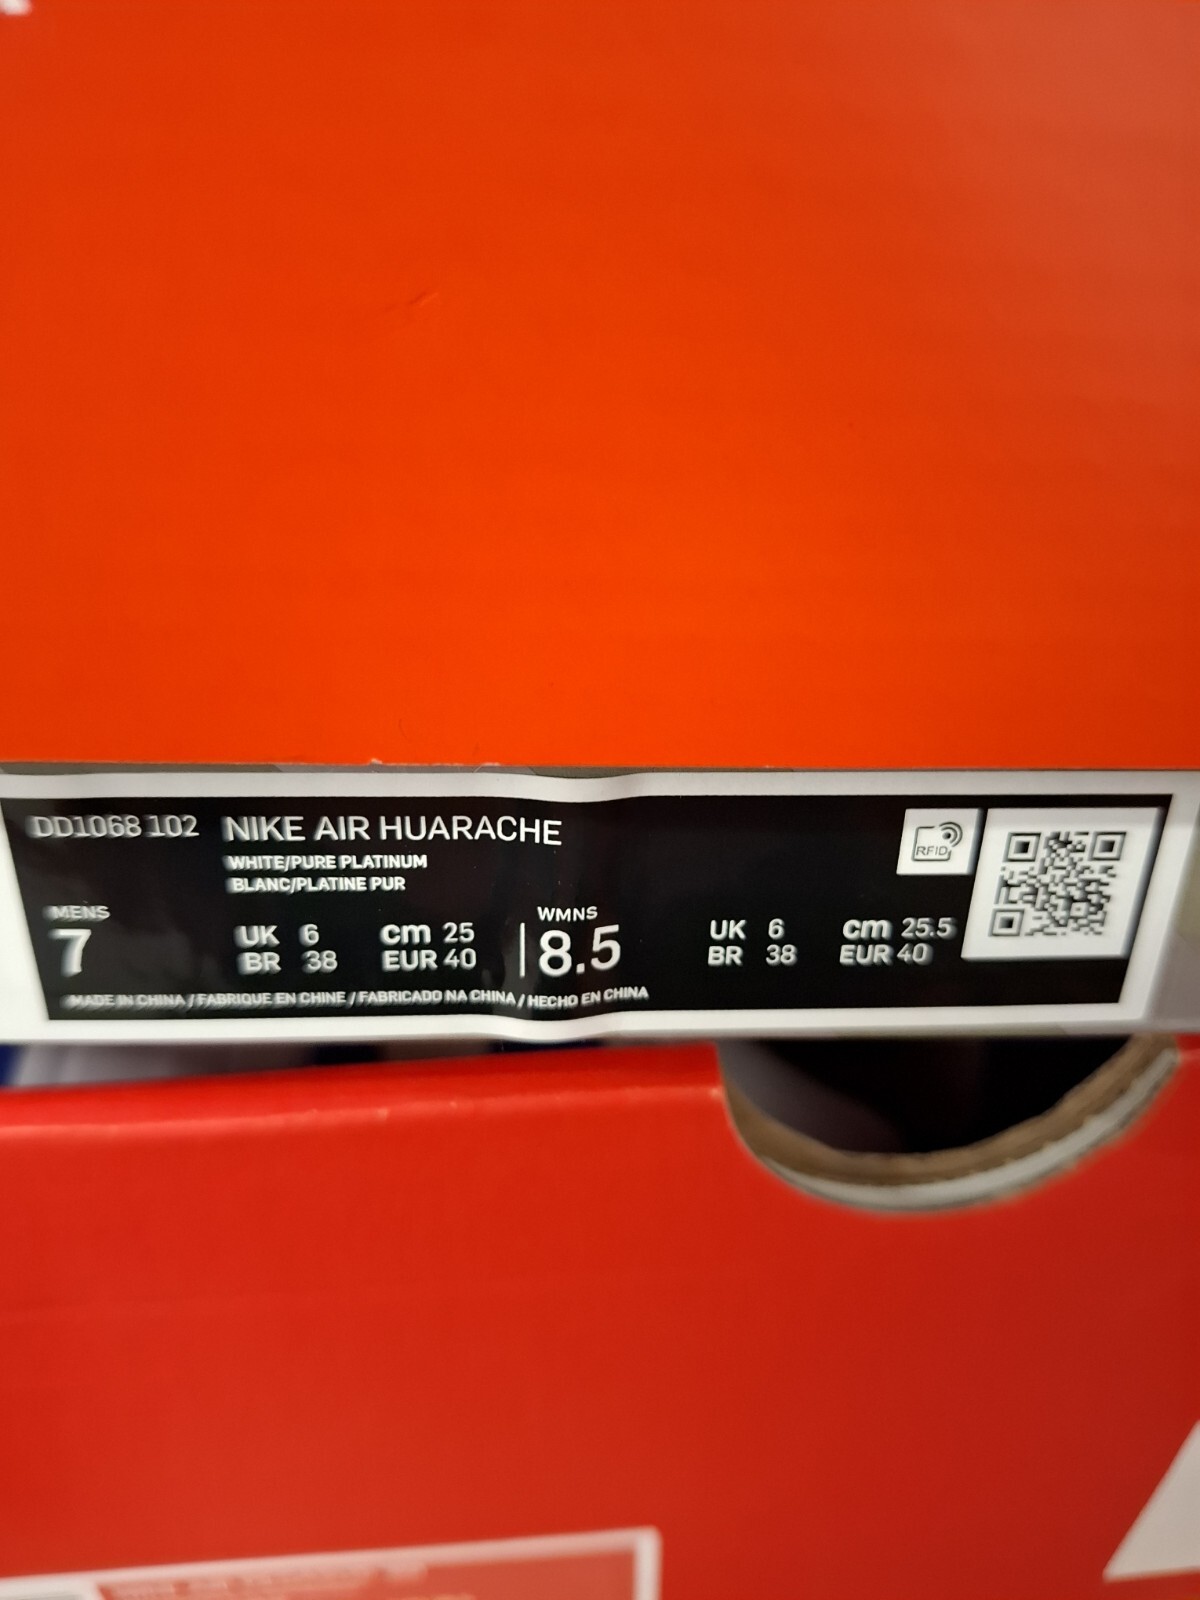 DD1068 102 NIKE AIR HUARACHE
WHITE/PURE PLATINUM
BLANC/PLATINE PUR
RFID
MENS
7
UK 6 cm 25
BR 38 EUR 40
WMNS
8.5
UK 6 cm 25.5
BR 38 EUR 40
MADE IN CHINA / FABRIQUE EN CHINE / FABRICADO NA CHINA / HECHO EN CHINA